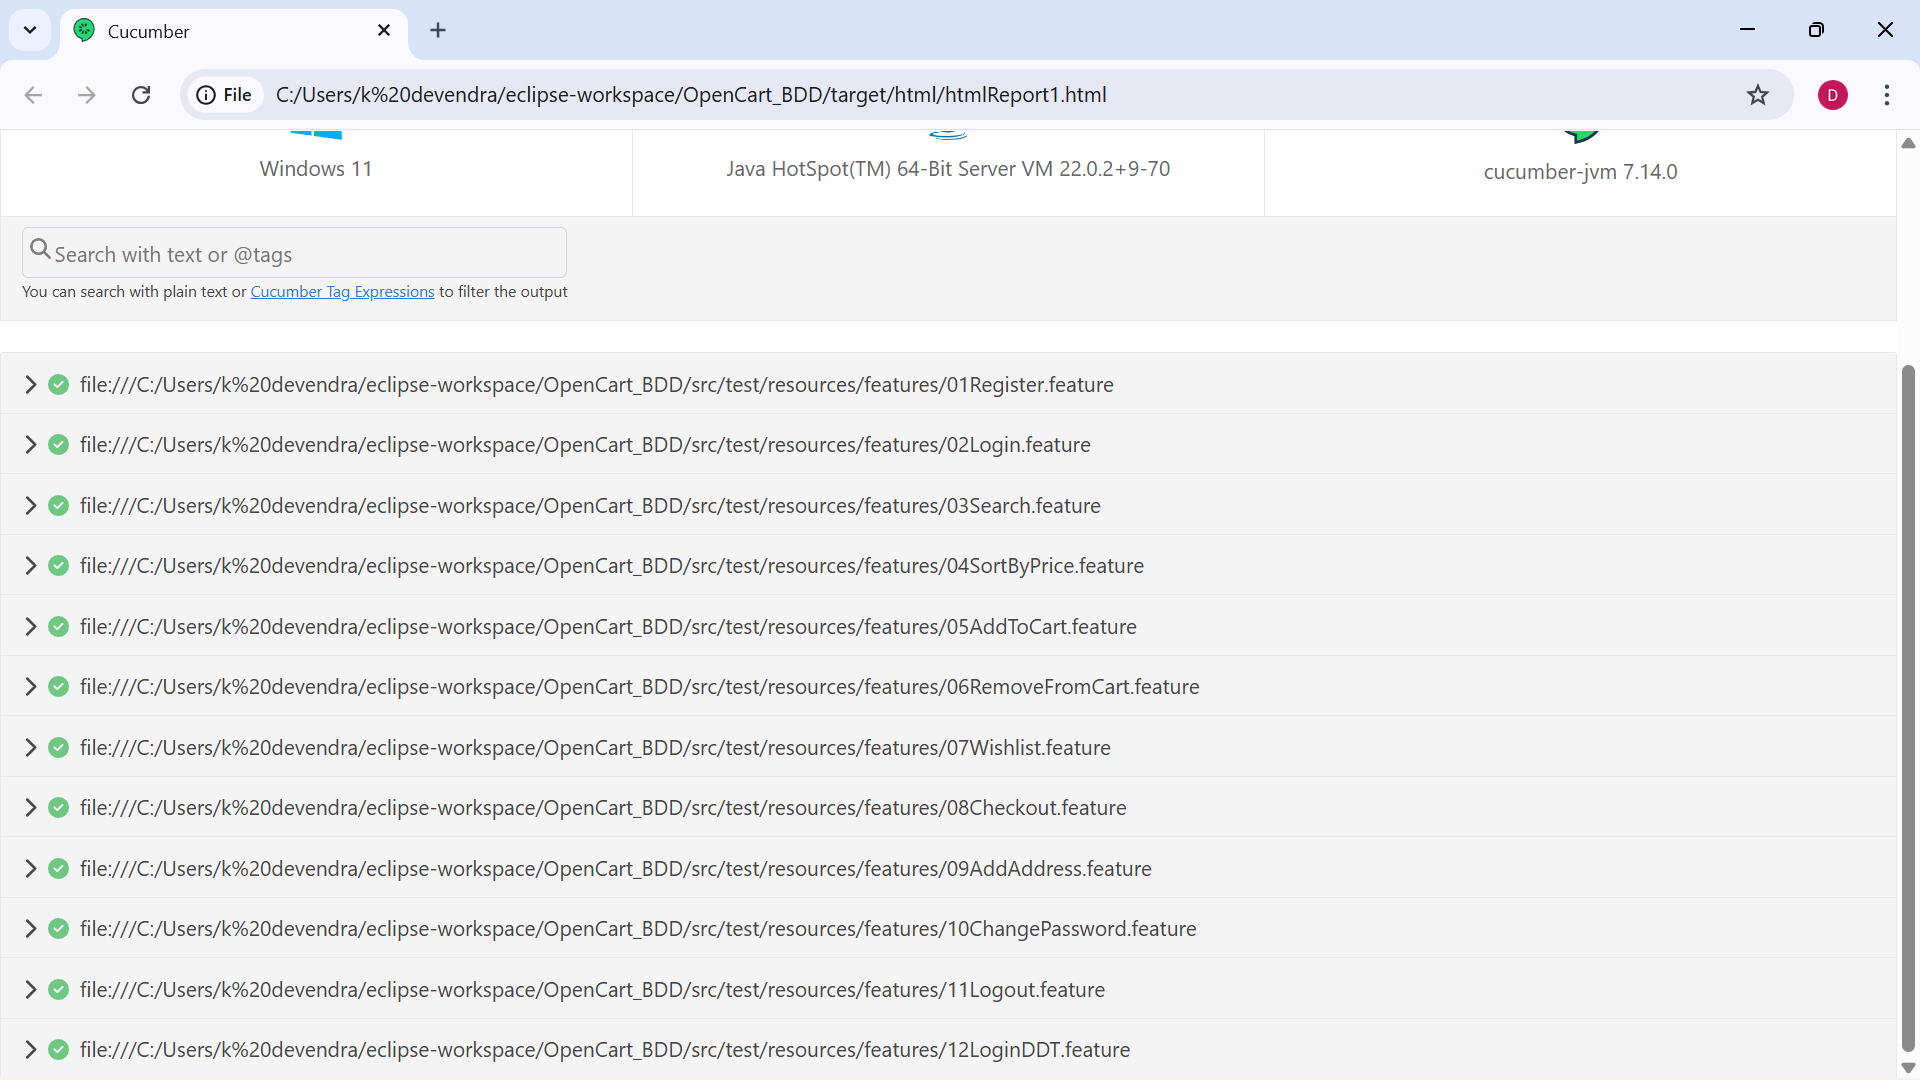 Cucumber
File
C:/Users/k%20devendra/eclipse-workspace/OpenCart_BDD/target/html/htmlReport1.html
D
Windows 11
Java HotSpot(TM) 64-Bit Server VM 22.0.2+9-70
cucumber-jvm 7.14.0
Search with text or @tags
You can search with plain text or Cucumber Tag Expressions to filter the output
file:///C:/Users/k%20devendra/eclipse-workspace/OpenCart_BDD/src/test/resources/features/01Register.feature
file:///C:/Users/k%20devendra/eclipse-workspace/OpenCart_BDD/src/test/resources/features/02Login.feature
file:///C:/Users/k%20devendra/eclipse-workspace/OpenCart_BDD/src/test/resources/features/03Search.feature
file:///C:/Users/k%20devendra/eclipse-workspace/OpenCart_BDD/src/test/resources/features/04SortByPrice.feature
file:///C:/Users/k%20devendra/eclipse-workspace/OpenCart_BDD/src/test/resources/features/05AddToCart.feature
file:///C:/Users/k%20devendra/eclipse-workspace/OpenCart_BDD/src/test/resources/features/06RemoveFromCart.feature
file:///C:/Users/k%20devendra/eclipse-workspace/OpenCart_BDD/src/test/resources/features/07Wishlist.feature
file:///C:/Users/k%20devendra/eclipse-workspace/OpenCart_BDD/src/test/resources/features/08Checkout.feature
file:///C:/Users/k%20devendra/eclipse-workspace/OpenCart_BDD/src/test/resources/features/09AddAddress.feature
file:///C:/Users/k%20devendra/eclipse-workspace/OpenCart_BDD/src/test/resources/features/10ChangePassword.feature
file:///C:/Users/k%20devendra/eclipse-workspace/OpenCart_BDD/src/test/resources/features/11Logout.feature
file:///C:/Users/k%20devendra/eclipse-workspace/OpenCart_BDD/src/test/resources/features/12LoginDDT.feature